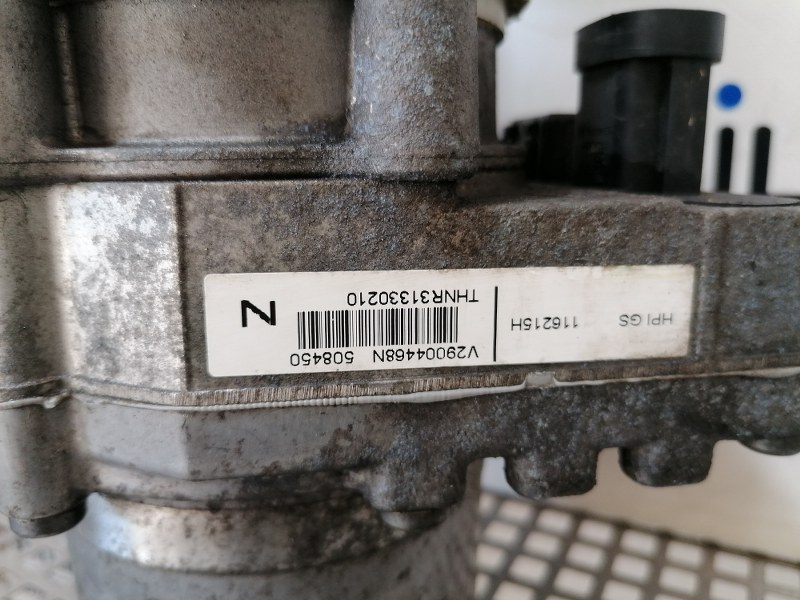 HPI GS
116215H
V29004468N 508450
THNR31330210
N